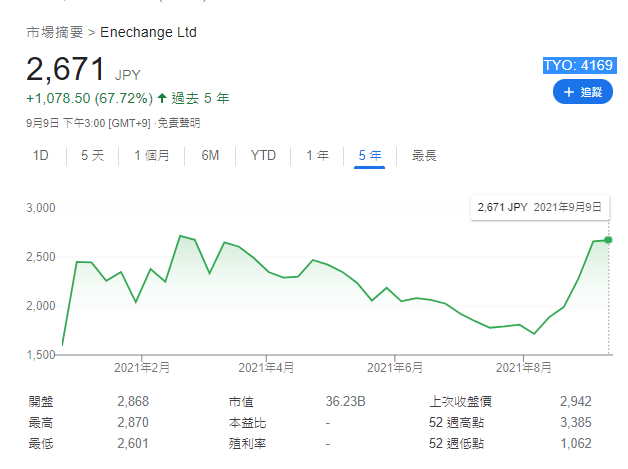 市場摘要 > Enechange Ltd
2,671 JPY
TYO: 4169
+1,078.50 (67.72%) ↑ 過去 5 年
+ 追蹤
9月9日 下午3:00 [GMT+9] · 免責聲明
1D 5 天 1 個月 6M YTD 1 年 5 年 最長
2,671 JPY 2021年9月9日
3,000
2,500
2,000
1,500
2021年2月 2021年4月 2021年6月 2021年8月
開盤 2,868 市值 36.23B 上次收盤價 2,942
最高 2,870 本益比 - 52 週高點 3,385
最低 2,601 殖利率 - 52 週低點 1,062